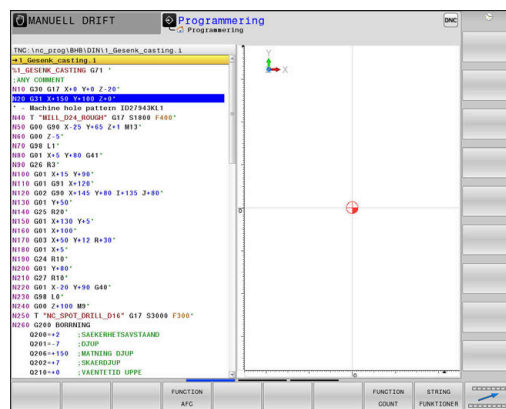 MANUELL DRIFT
Programmering
Programmering
DNC
TNC:\nc_prog\BHB\DIN\1_Gesenk_casting.i
→1_Gesenk_casting.i
%1_GESENK_CASTING G71 *
;ANY COMMENT
N10 G30 G17 X+0 Y+0 Z-20*
N20 G31 X+150 Y+100 Z+0*
* - Machine hole pattern ID27943KL1
N40 T "MILL_D24_ROUGH" G17 S1800 F400*
N50 G00 G90 X-25 Y+65 Z+1 M13*
N60 G00 Z-5*
N70 G98 L1*
N80 G01 X+5 Y+80 G41*
N90 G26 R3*
N100 G01 X+15 Y+90*
N110 G01 G91 X+120*
N120 G02 G90 X+145 Y+80 I+135 J+80*
N130 G01 Y+50*
N140 G25 R20*
N150 G01 X+130 Y+5*
N160 G01 X+100*
N170 G03 X+50 Y+12 R+30*
N180 G01 X+5*
N190 G24 R10*
N200 G01 Y+80*
N210 G27 R10*
N220 G01 X-20 Y+90 G40*
N230 G98 L0*
N240 G00 Z+100 M9*
N250 T "NC_SPOT_DRILL_D16" G17 S3000 F300*
N260 G200 BORRNING
Q200=+2 ;SAEKERHETSAVSTAAND
Q201=-7 ;DJUP
Q206=+150 ;MATNING DJUP
Q202=+7 ;SKAERDJUP
Q210=+0 ;VAENTETID UPPE
Y
X
0
0
FUNCTION
AFC
FUNCTION
COUNT
STRING
FUNKTIONER